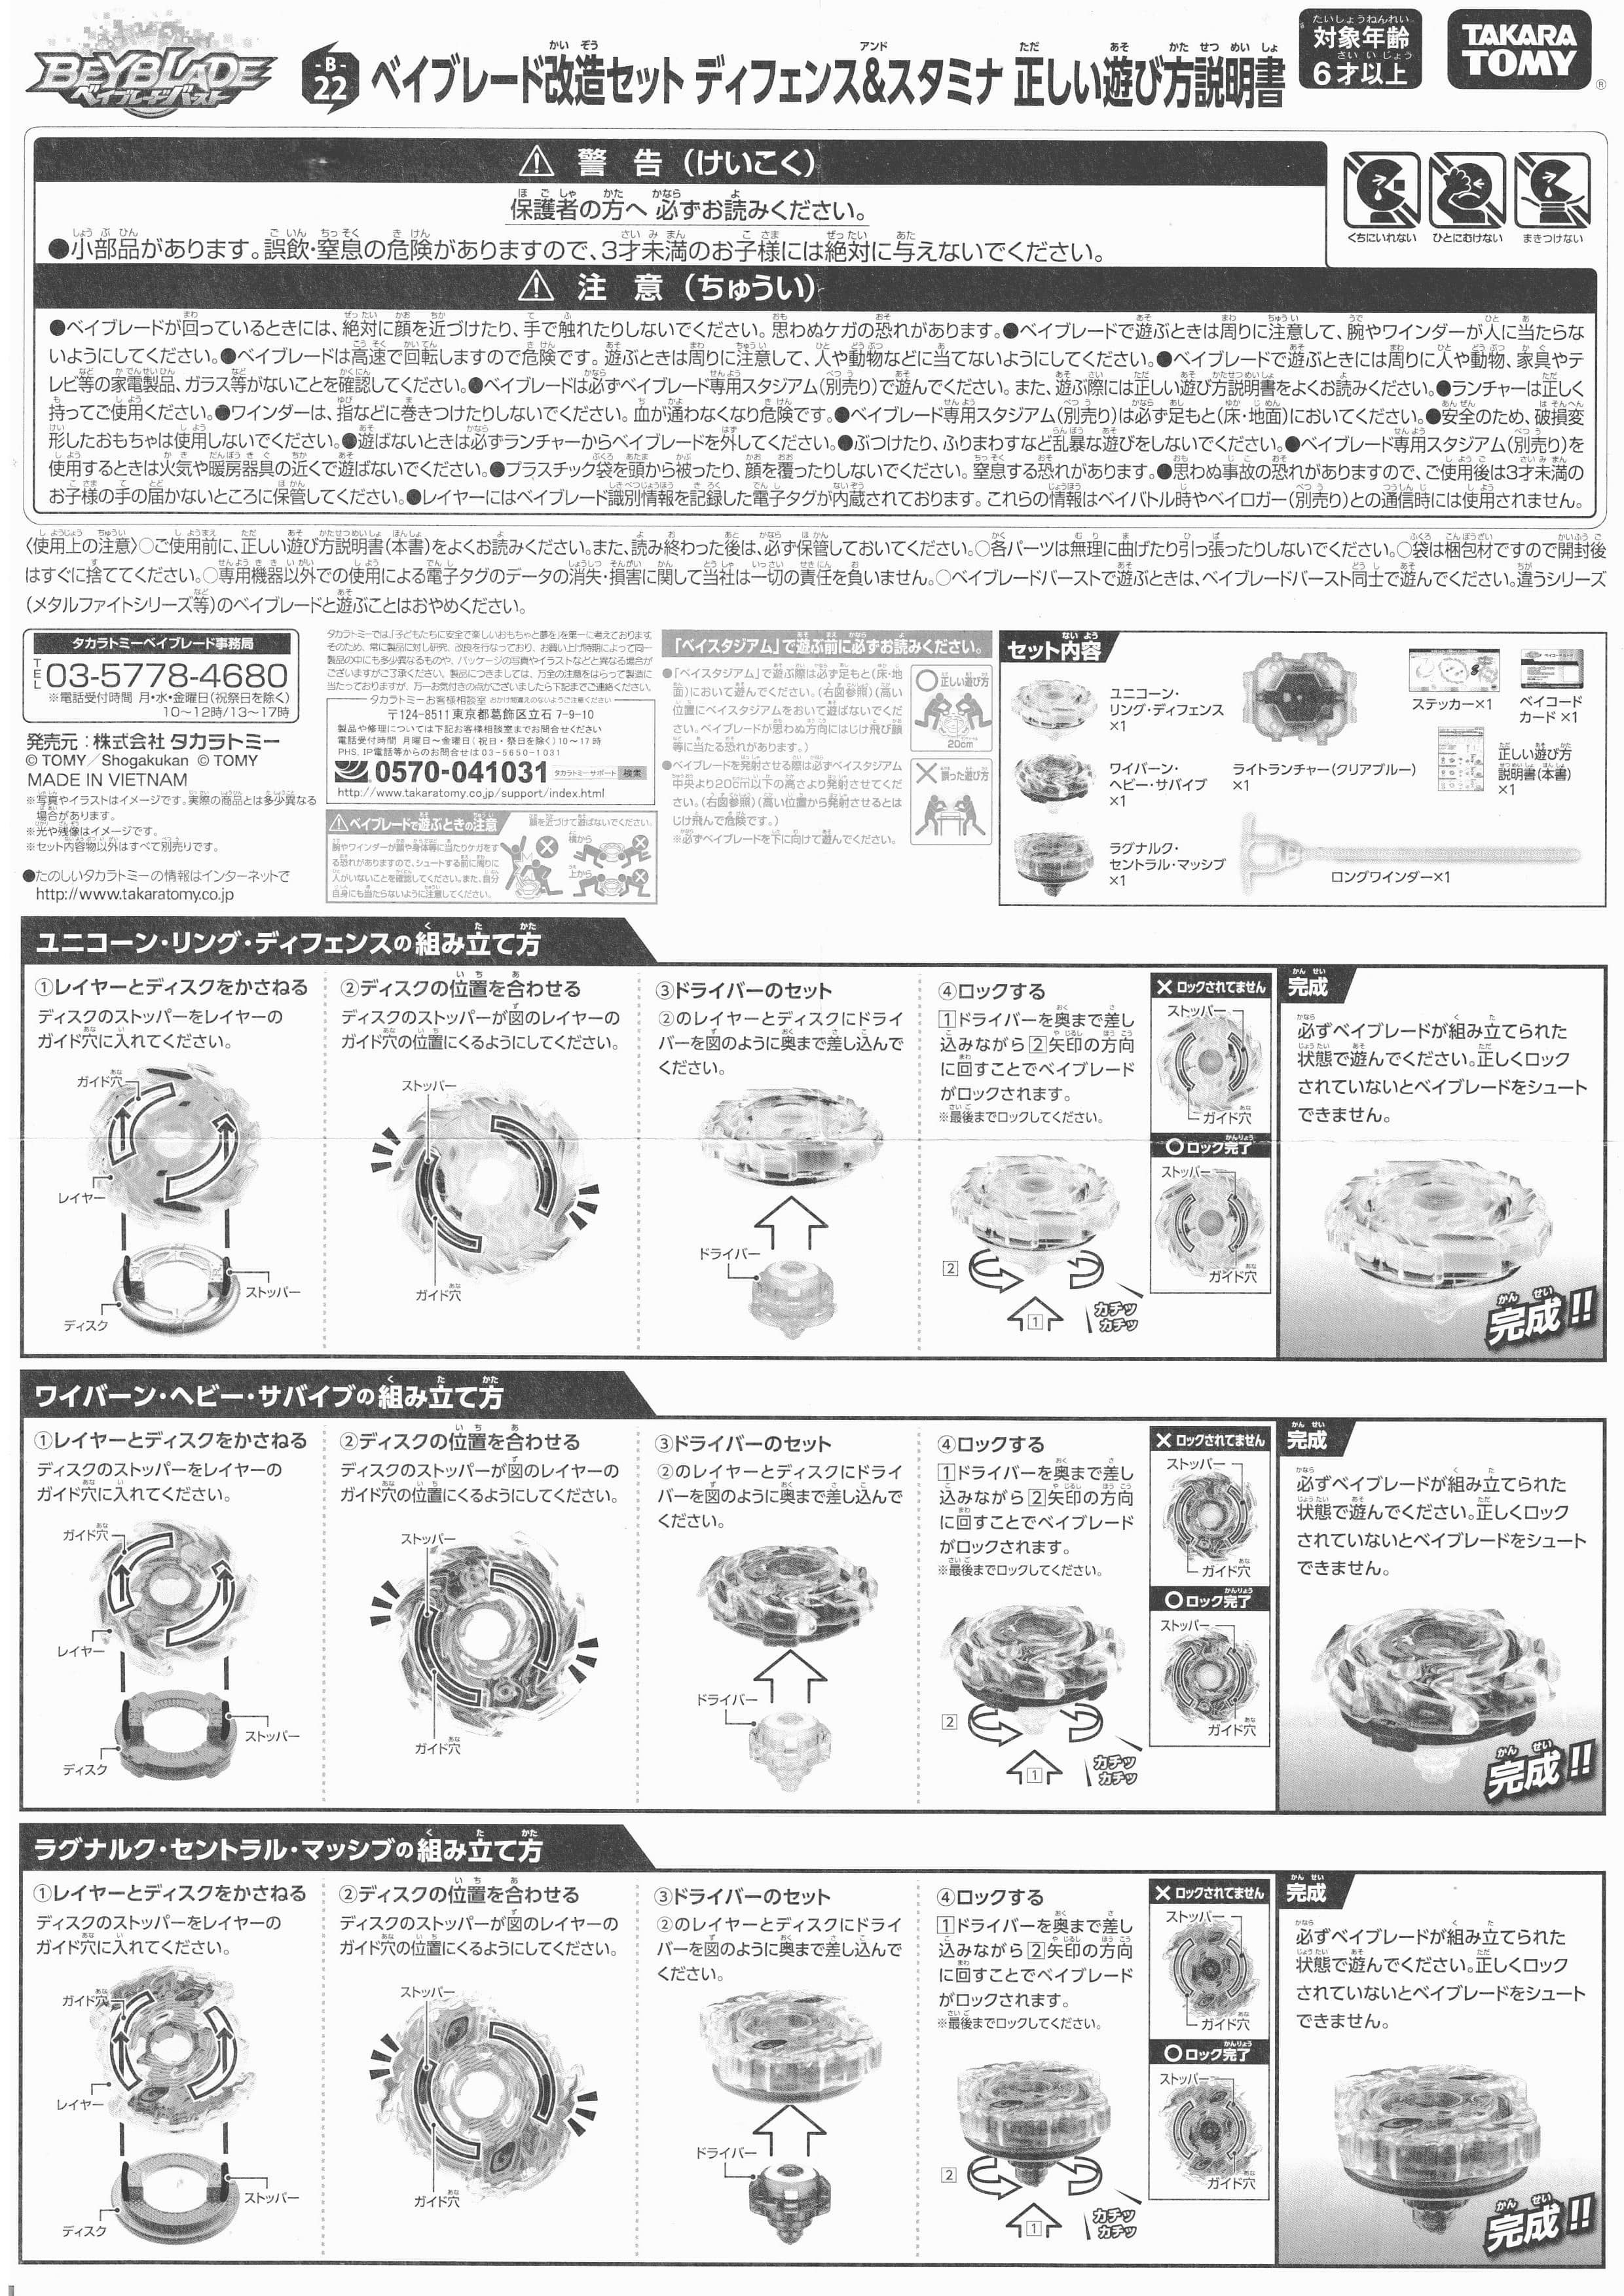 BEYBLADE
ベイブレードバースト
-B-
22
ベイブレード改造セット ディフェンス&スタミナ 正しい遊び方説明書
対象年齢
6才以上
TAKARA
TOMY
®
⚠ 警 告 (けいこく)
保護者の方へ 必ずお読みください。
●小部品があります。誤飲・窒息の危険がありますので、3才未満のお子様には絶対に与えないでください。
くちにいれない ひとにむけない まきつけない
⚠ 注 意 (ちゅうい)
●ベイブレードが回っているときには、絶対に顔を近づけたり、手で触れたりしないでください。思わぬケガの恐れがあります。●ベイブレードで遊ぶときは周りに注意して、腕やワインダーが人に当たらな
いようにしてください。●ベイブレードは高速で回転しますので危険です。遊ぶときは周りに注意して、人や動物などに当てないようにしてください。●ベイブレードで遊ぶときには周りに人や動物、家具やテ
レビ等の家電製品、ガラス等がないことを確認してください。●ベイブレードは必ずベイブレード専用スタジアム(別売り)で遊んでください。また、遊ぶ際には正しい遊び方説明書をよくお読みください。●ランチャーは正しく
持ってご使用ください。●ワインダーは、指などに巻きつけたりしないでください。血が通わなくなり危険です。●ベイブレード専用スタジアム(別売り)は必ず足もと(床・地面)においてください。●安全のため、破損変
形したおもちゃは使用しないでください。●遊ばないときは必ずランチャーからベイブレードを外してください。●ぶつけたり、ふりまわすなど乱暴な遊びをしないでください。●ベイブレード専用スタジアム(別売り)を
使用するときは火気や暖房器具の近くで遊ばないでください。●プラスチック袋を頭から被ったり、顔を覆ったりしないでください。窒息する恐れがあります。●思わぬ事故の恐れがありますので、ご使用後は3才未満の
お子様の手の届かないところに保管してください。●レイヤーにはベイブレード識別情報を記録した電子タグが内蔵されております。これらの情報はベイバトル時やベイロガー(別売り)との通信時には使用されません。
〈使用上の注意〉○ご使用前に、正しい遊び方説明書(本書)をよくお読みください。また、読み終わった後は、必ず保管しておいてください。○各パーツは無理に曲げたり引っ張ったりしないでください。○袋は梱包材ですので開封後
はすぐに捨ててください。○専用機器以外での使用による電子タグのデータの消失・損害に関して当社は一切の責任を負いません。○ベイブレードバーストで遊ぶときは、ベイブレードバースト同士で遊んでください。違うシリーズ
(メタルファイトシリーズ等)のベイブレードと遊ぶことはおやめください。
タカラトミーベイブレード事務局
TEL 03-5778-4680
※電話受付時間 月・水・金曜日(祝祭日を除く)
10〜12時/13〜17時
発売元:株式会社 タカラトミー
© TOMY/Shogakukan © TOMY
MADE IN VIETNAM
※写真やイラストはイメージです。実際の商品とは多少異なる
場合があります。
※光や残像はイメージです。
※セット内容物以外はすべて別売りです。
●たのしいタカラトミーの情報はインターネットで
http://www.takaratomy.co.jp
タカラトミーでは、「子どもたちに安全で楽しいおもちゃと夢を」を第一に考えております。
そのため、常に製品に対し研究、改良を行なっており、お買い上げ時期によって同一
製品の中にも多少異なるものや、パッケージの写真やイラストなどと異なる場合が
ございますがご了承ください。製品につきましては、万全の注意をはらって製造に
当たっておりますが、万一お気付きの点がございましたら下記までご連絡ください。
タカラトミーお客様相談室 おかけ間違えのないようご注意ください
〒124-8511 東京都葛飾区立石 7-9-10
製品や修理については下記お客様相談室までお問合せください
電話受付時間 月曜日〜金曜日(祝日・祭日を除く)10〜17時
PHS、IP電話等からのお問合せは 03-5650-1031
0570-041031 タカラトミーサポート 検索
http://www.takaratomy.co.jp/support/index.html
⚠ベイブレードで遊ぶときの注意
顔を近づけて遊ばないでください。
腕やワインダーが顔や身体等に当たりケガをす
る恐れがありますので、シュートする前に周りに
人がいないことを確認してください。また、自分
自身にも当たらないように注意してください。
横から
上から
「ベイスタジアム」で遊ぶ前に必ずお読みください。
●「ベイスタジアム」で遊ぶ際は必ず足もと(床・地
面)において遊んでください。(右図参照)(高い
位置にベイスタジアムをおいて遊ばないでくだ
さい。ベイブレードが思わぬ方向にはじけ飛び顔
等に当たる恐れがあります。)
●ベイブレードを発射させる際は必ずベイスタジアム
中央より20cm以下の高さより発射させてくだ
さい。(右図参照)(高い位置から発射させるとは
じけ飛んで危険です。)
※必ずベイブレードを下に向けて遊んでください。
○正しい遊び方
20cm
×誤った遊び方
セット内容
ユニコーン・
リング・ディフェンス
×1
ワイバーン・
ヘビー・サバイブ
×1
ラグナルク・
セントラル・マッシブ
×1
ライトランチャー(クリアブルー)
×1
ステッカー×1
ベイコード
カード ×1
正しい遊び方
説明書(本書)
×1
ロングワインダー×1
ユニコーン・リング・ディフェンスの組み立て方
①レイヤーとディスクをかさねる
ディスクのストッパーをレイヤーの
ガイド穴に入れてください。
ガイド穴
レイヤー
ストッパー
ディスク
②ディスクの位置を合わせる
ディスクのストッパーが図のレイヤーの
ガイド穴の位置にくるようにしてください。
ストッパー
ガイド穴
③ドライバーのセット
②のレイヤーとディスクにドライ
バーを図のように奥まで差し込んで
ください。
ドライバー
④ロックする
1ドライバーを奥まで差し
込みながら2矢印の方向
に回すことでベイブレード
がロックされます。
※最後までロックしてください。
2
1
カチッ
カチッ
×ロックされてません
ストッパー
ガイド穴
○ロック完了
ストッパー
ガイド穴
完成
必ずベイブレードが組み立てられた
状態で遊んでください。正しくロック
されていないとベイブレードをシュート
できません。
完成!!
ワイバーン・ヘビー・サバイブの組み立て方
①レイヤーとディスクをかさねる
ディスクのストッパーをレイヤーの
ガイド穴に入れてください。
ガイド穴
レイヤー
ストッパー
ディスク
②ディスクの位置を合わせる
ディスクのストッパーが図のレイヤーの
ガイド穴の位置にくるようにしてください。
ストッパー
ガイド穴
③ドライバーのセット
②のレイヤーとディスクにドライ
バーを図のように奥まで差し込んで
ください。
ドライバー
④ロックする
1ドライバーを奥まで差し
込みながら2矢印の方向
に回すことでベイブレード
がロックされます。
※最後までロックしてください。
2
1
カチッ
カチッ
×ロックされてません
ストッパー
ガイド穴
○ロック完了
ストッパー
ガイド穴
完成
必ずベイブレードが組み立てられた
状態で遊んでください。正しくロック
されていないとベイブレードをシュート
できません。
完成!!
ラグナルク・セントラル・マッシブの組み立て方
①レイヤーとディスクをかさねる
ディスクのストッパーをレイヤーの
ガイド穴に入れてください。
ガイド穴
レイヤー
ストッパー
ディスク
②ディスクの位置を合わせる
ディスクのストッパーが図のレイヤーの
ガイド穴の位置にくるようにしてください。
ストッパー
ガイド穴
③ドライバーのセット
②のレイヤーとディスクにドライ
バーを図のように奥まで差し込んで
ください。
ドライバー
④ロックする
1ドライバーを奥まで差し
込みながら2矢印の方向
に回すことでベイブレード
がロックされます。
※最後までロックしてください。
2
1
カチッ
カチッ
×ロックされてません
ストッパー
ガイド穴
○ロック完了
ストッパー
ガイド穴
完成
必ずベイブレードが組み立てられた
状態で遊んでください。正しくロック
されていないとベイブレードをシュート
できません。
完成!!